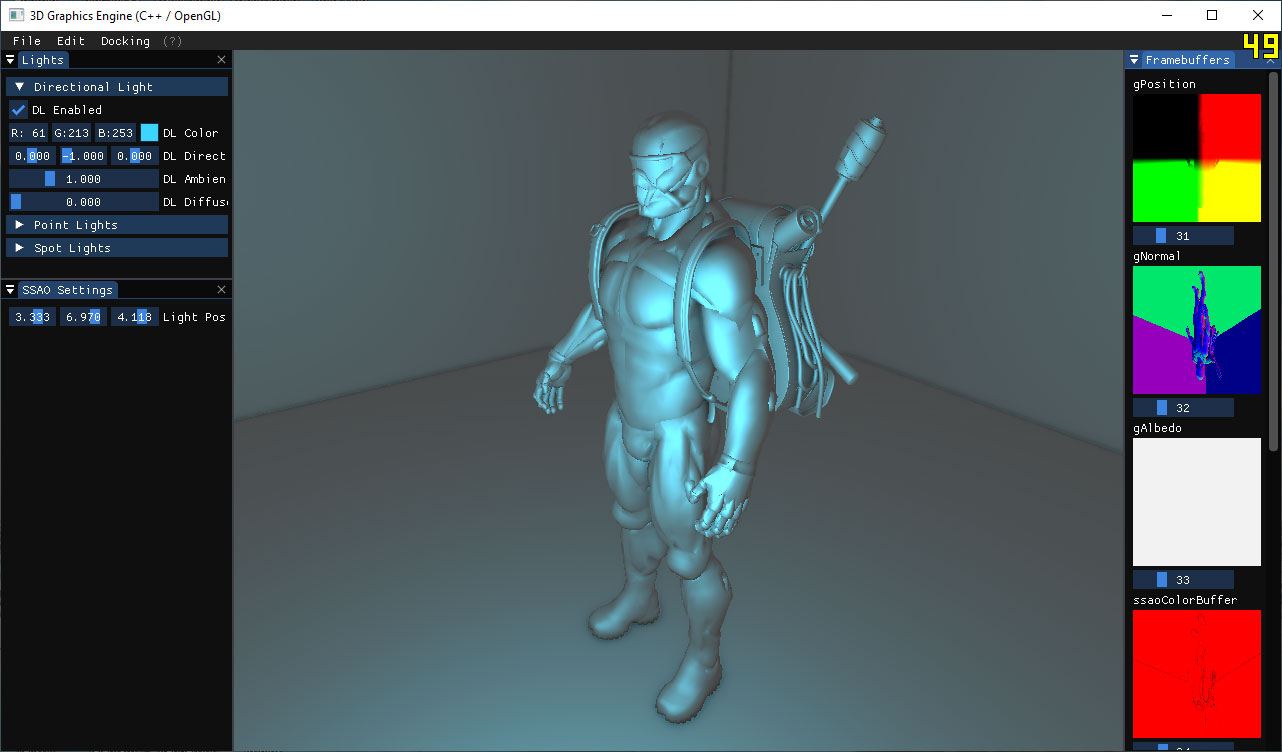 3D Graphics Engine (C++ / OpenGL)
File Edit Docking (?)
49
Lights
Directional Light
DL Enabled
R: 61 G:213 B:253 DL Color
0.000 -1.000 0.000 DL Direct
1.000 DL Ambien
0.000 DL Diffus
Point Lights
Spot Lights
SSAO Settings
3.333 6.970 4.118 Light Pos
Framebuffers
gPosition
31
gNormal
32
gAlbedo
33
ssaoColorBuffer